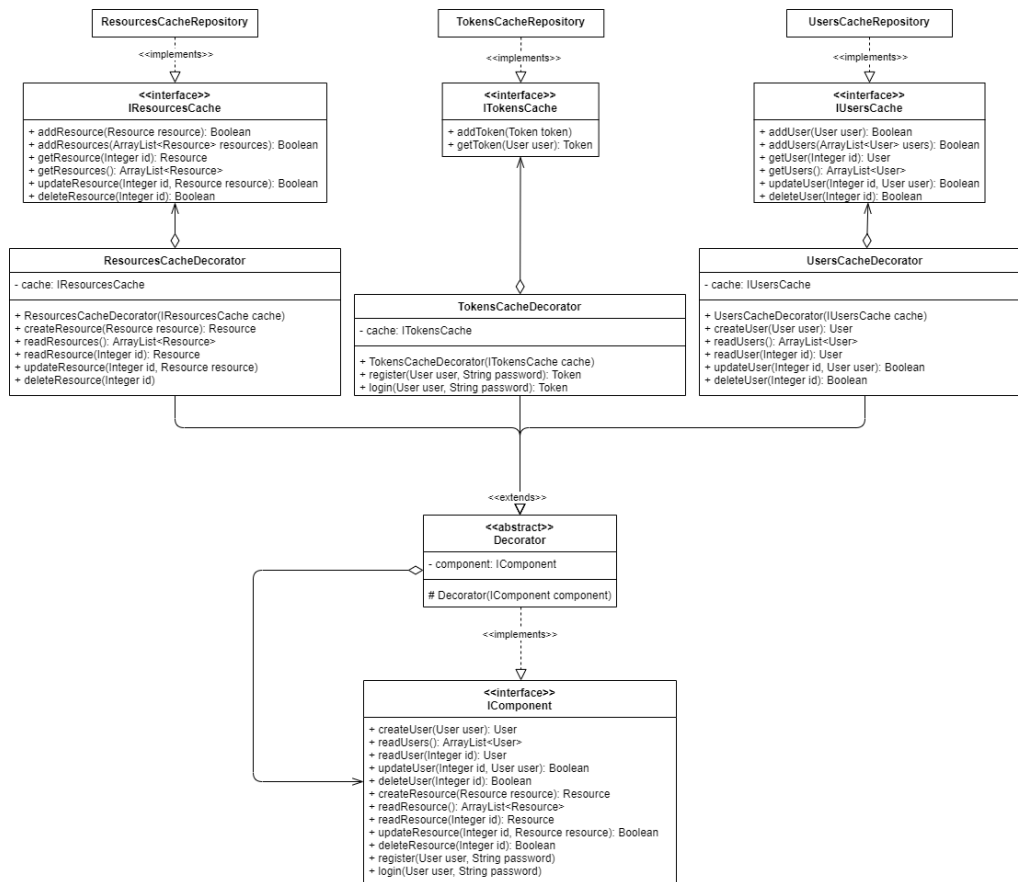 ResourcesCacheRepository
<<implements>>
<<interface>>
IResourcesCache
+ addResource(Resource resource): Boolean
+ addResources(ArrayList<Resource> resources): Boolean
+ getResource(Integer id): Resource
+ getResources(): ArrayList<Resource>
+ updateResource(Integer id, Resource resource): Boolean
+ deleteResource(Integer id): Boolean
ResourcesCacheDecorator
- cache: IResourcesCache
+ ResourcesCacheDecorator(IResourcesCache cache)
+ createResource(Resource resource): Resource
+ readResources(): ArrayList<Resource>
+ readResource(Integer id): Resource
+ updateResource(Integer id, Resource resource)
+ deleteResource(Integer id)
TokensCacheRepository
<<implements>>
<<interface>>
ITokensCache
+ addToken(Token token)
+ getToken(User user): Token
TokensCacheDecorator
- cache: ITokensCache
+ TokensCacheDecorator(ITokensCache cache)
+ register(User user, String password): Token
+ login(User user, String password): Token
UsersCacheRepository
<<implements>>
<<interface>>
IUsersCache
+ addUser(User user): Boolean
+ addUsers(ArrayList<User> users): Boolean
+ getUser(Integer id): User
+ getUsers(): ArrayList<User>
+ updateUser(Integer id, User user): Boolean
+ deleteUser(Integer id): Boolean
UsersCacheDecorator
- cache: IUsersCache
+ UsersCacheDecorator(IUsersCache cache)
+ createUser(User user): User
+ readUsers(): ArrayList<User>
+ readUser(Integer id): User
+ updateUser(Integer id, User user): Boolean
+ deleteUser(Integer id): Boolean
<<extends>>
<<abstract>>
Decorator
- component: IComponent
# Decorator(IComponent component)
<<implements>>
<<interface>>
IComponent
+ createUser(User user): User
+ readUsers(): ArrayList<User>
+ readUser(Integer id): User
+ updateUser(Integer id, User user): Boolean
+ deleteUser(Integer id): Boolean
+ createResource(Resource resource): Resource
+ readResource(): ArrayList<Resource>
+ readResource(Integer id): Resource
+ updateResource(Integer id, Resource resource): Boolean
+ deleteResource(Integer id): Boolean
+ register(User user, String password)
+ login(User user, String password)